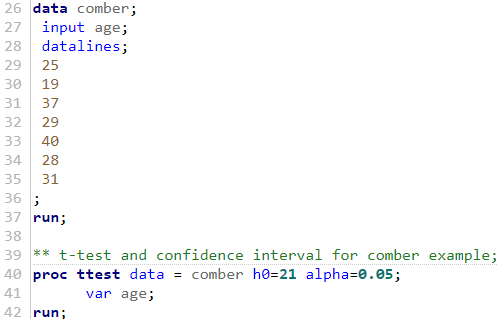 26 data comber;
27 input age;
28 datalines;
29 25
30 19
31 37
32 29
33 40
34 28
35 31
36 ;
37 run;
38
39 ** t-test and confidence interval for comber example;
40 proc ttest data = comber h0=21 alpha=0.05;
41 var age;
42 run;